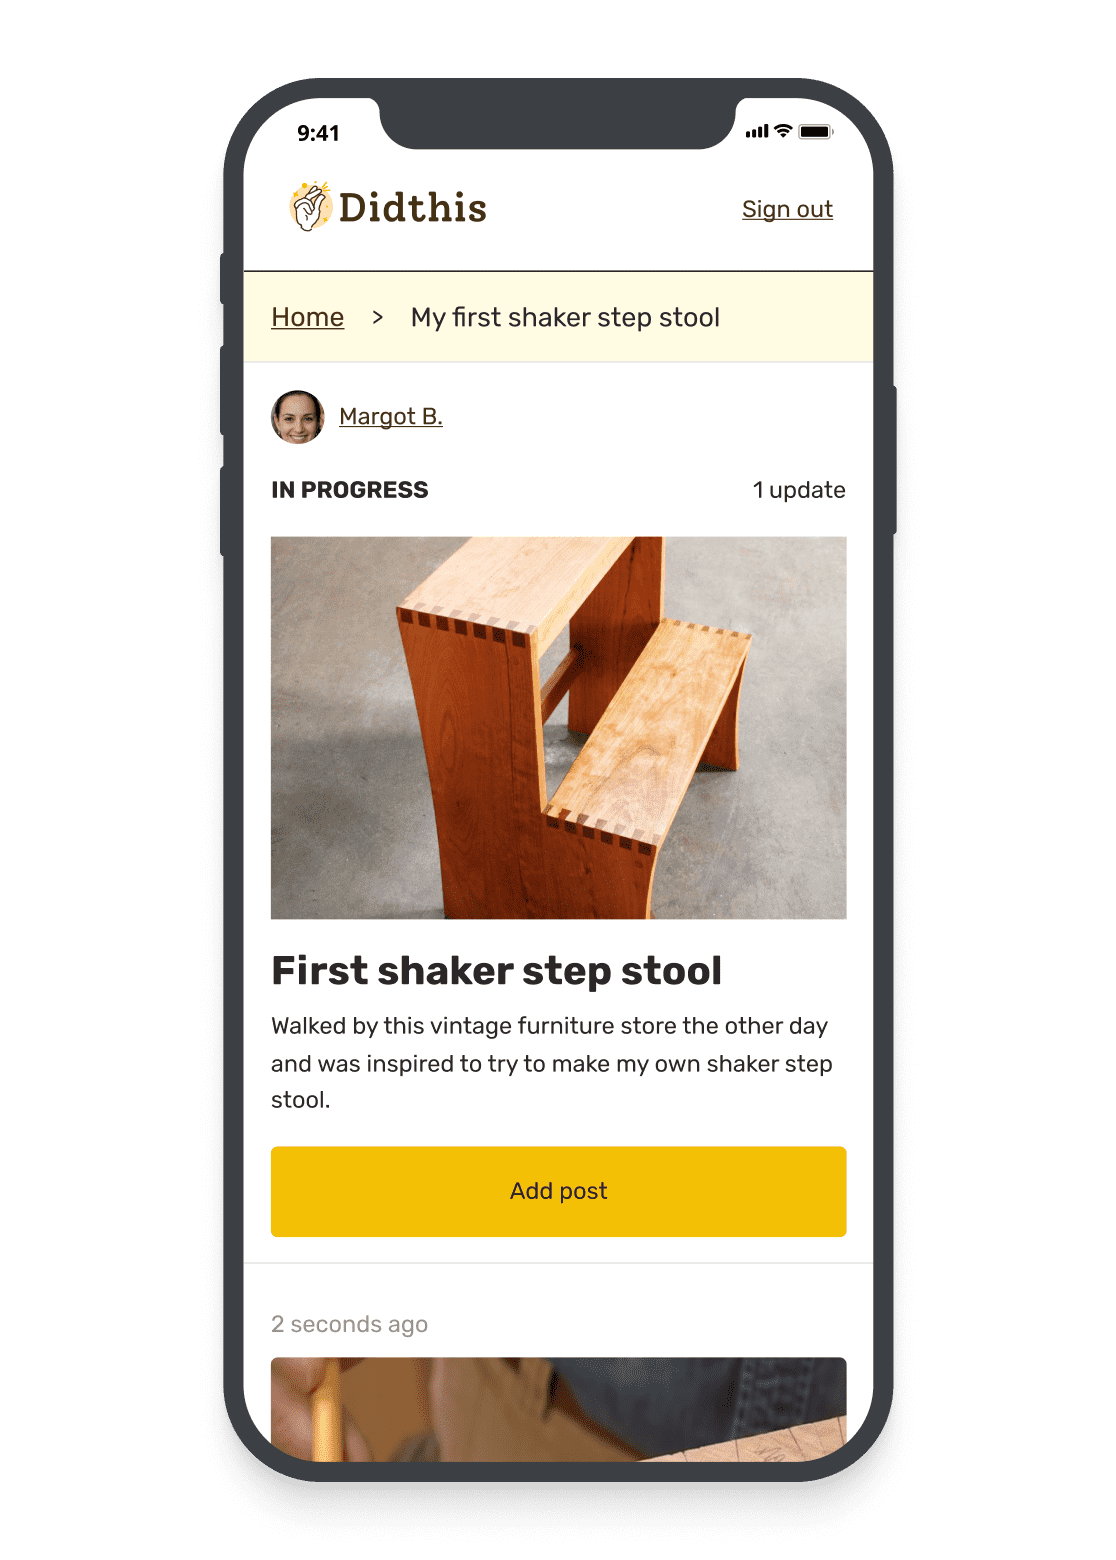 9:41
Didthis
Sign out
Home > My first shaker step stool
Margot B.
IN PROGRESS
1 update
First shaker step stool
Walked by this vintage furniture store the other day
and was inspired to try to make my own shaker step
stool.
Add post
2 seconds ago